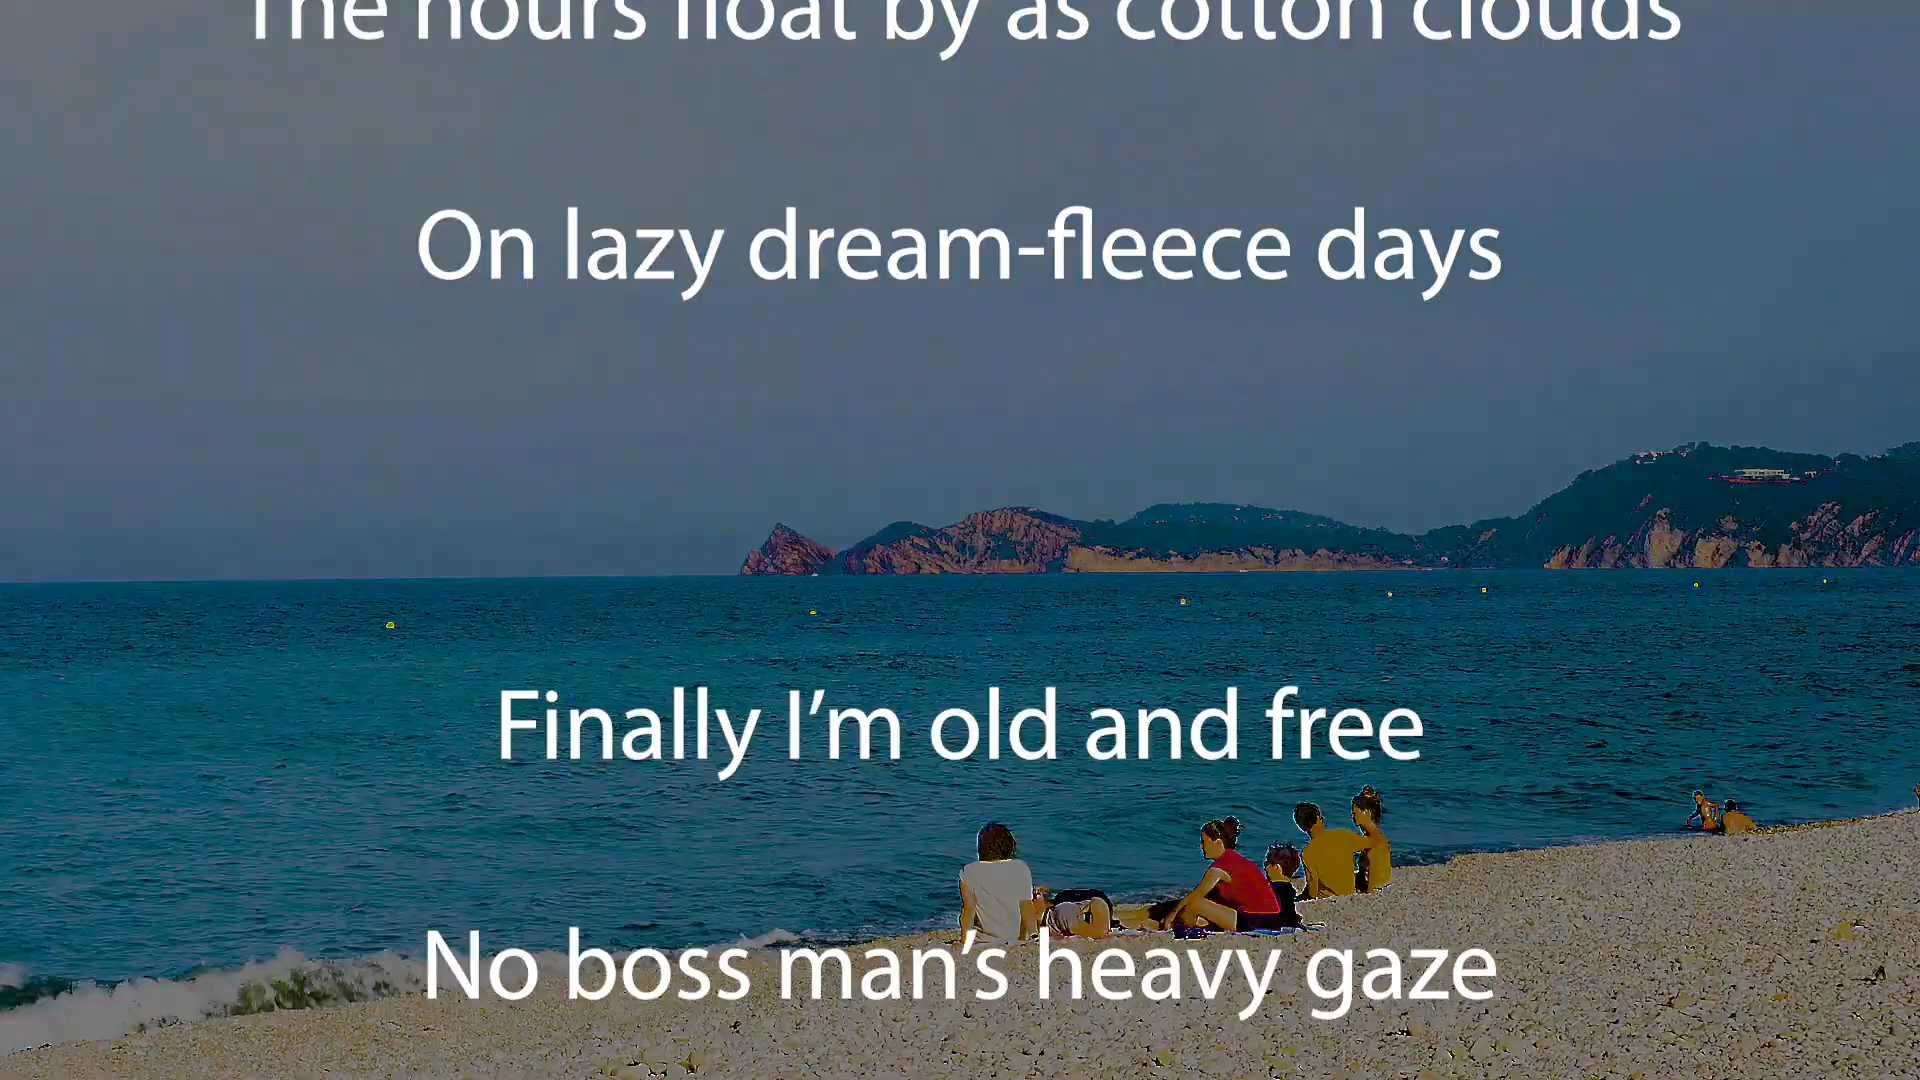 The hours float by as cotton clouds
On lazy dream-fleece days
Finally I’m old and free
No boss man’s heavy gaze